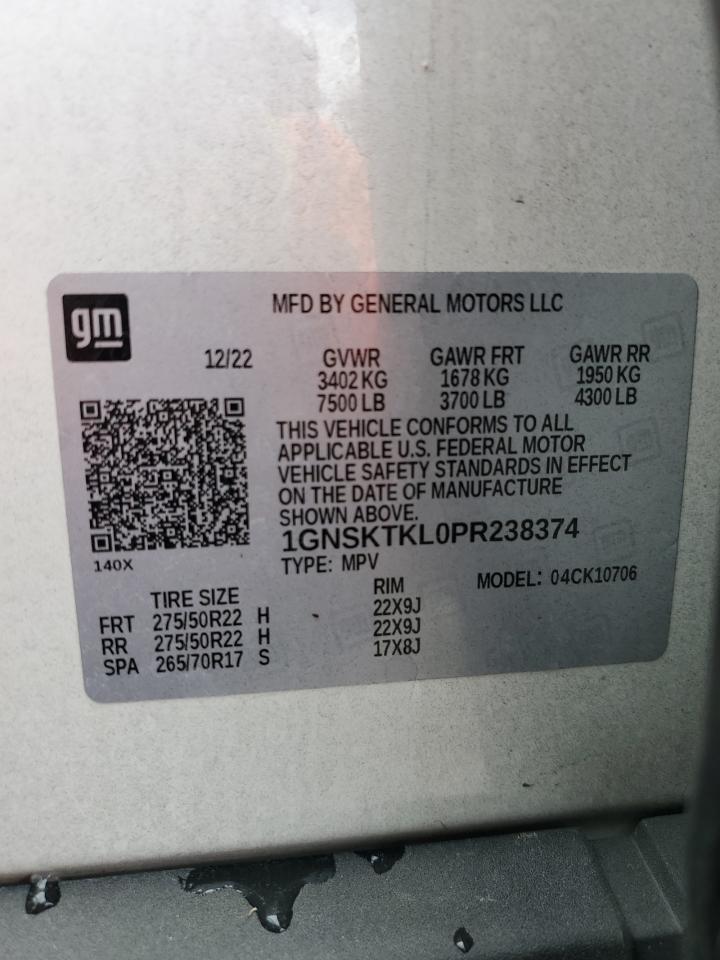 gm
MFD BY GENERAL MOTORS LLC
12/22 GVWR GAWR FRT GAWR RR
3402 KG 1678 KG 1950 KG
7500 LB 3700 LB 4300 LB
THIS VEHICLE CONFORMS TO ALL
APPLICABLE U.S. FEDERAL MOTOR
VEHICLE SAFETY STANDARDS IN EFFECT
ON THE DATE OF MANUFACTURE
SHOWN ABOVE.
1GNSKTKL0PR238374
140X
TYPE: MPV
MODEL: 04CK10706
TIRE SIZE RIM
FRT 275/50R22 H 22X9J
RR 275/50R22 H 22X9J
SPA 265/70R17 S 17X8J